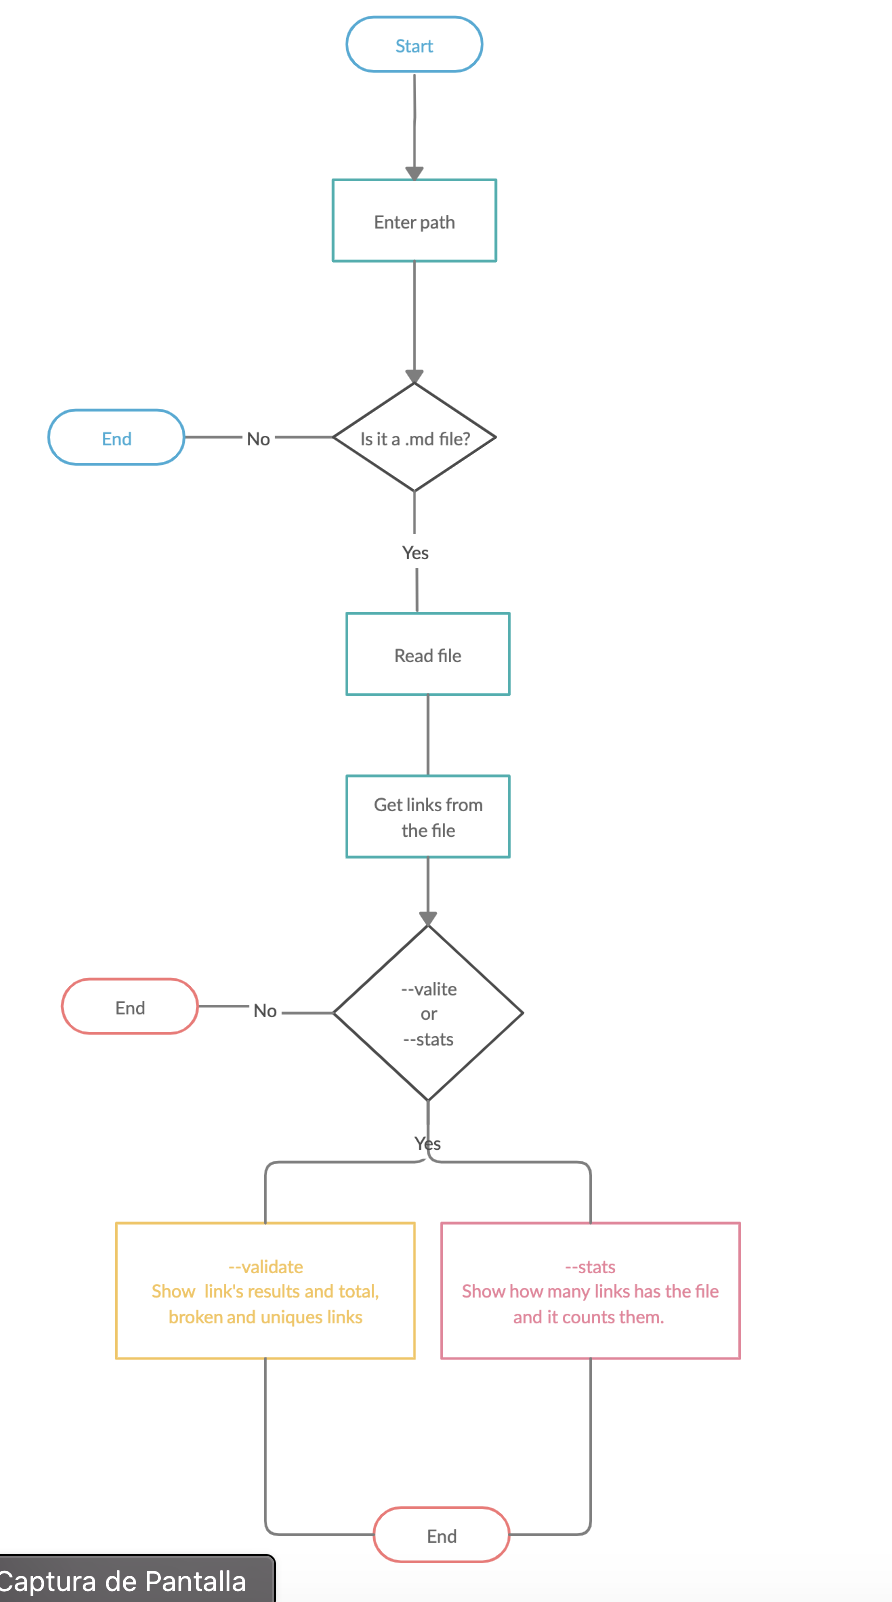 Start
Enter path
Is it a .md file?
No
End
Yes
Read file
Get links from
the file
--valite
or
--stats
No
End
Yes
--validate
Show link's results and total,
broken and uniques links
--stats
Show how many links has the file
and it counts them.
End
Captura de Pantalla